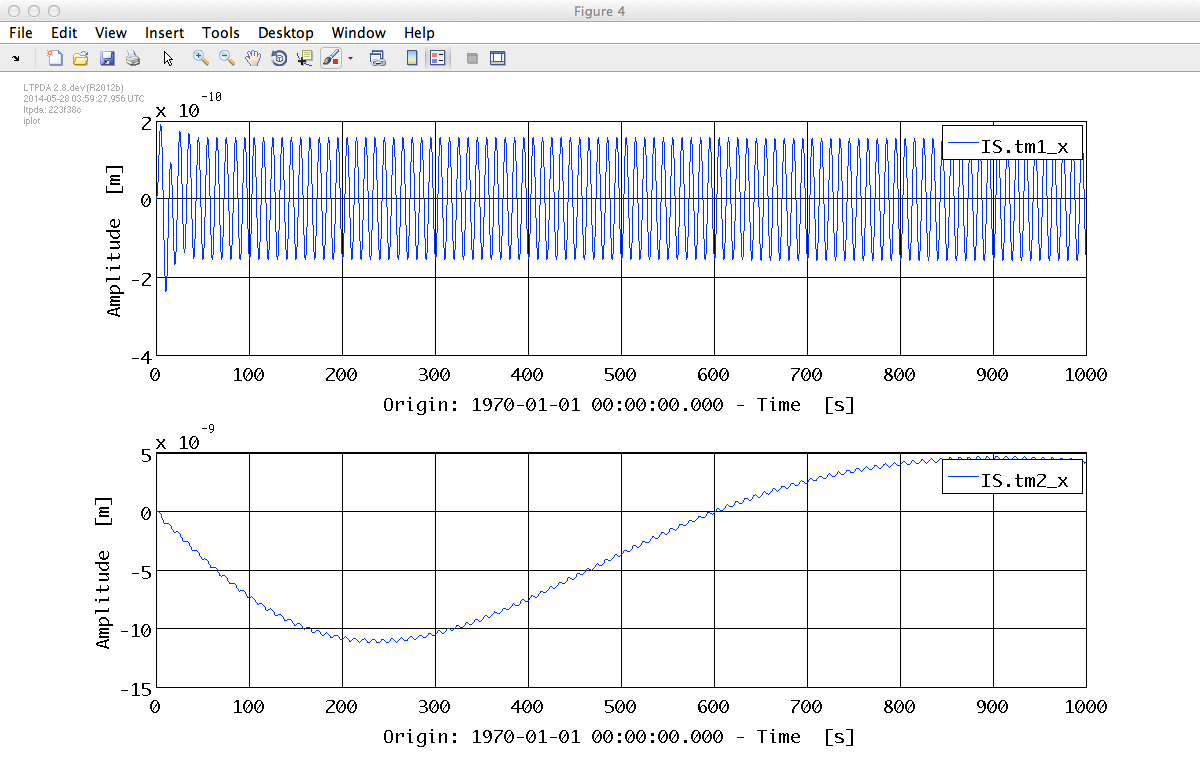 Figure 4
File Edit View Insert Tools Desktop Window Help
LTPDA 2.8.dev (R2012b)
2014-05-28 03:59:27.956 UTC
ltpda: 223f38c
iplot
x 10^-10
2
0
-2
-4
Amplitude [m]
IS.tm1_x
0 100 200 300 400 500 600 700 800 900 1000
Origin: 1970-01-01 00:00:00.000 - Time [s]
x 10^-9
5
0
-5
-10
-15
Amplitude [m]
IS.tm2_x
0 100 200 300 400 500 600 700 800 900 1000
Origin: 1970-01-01 00:00:00.000 - Time [s]